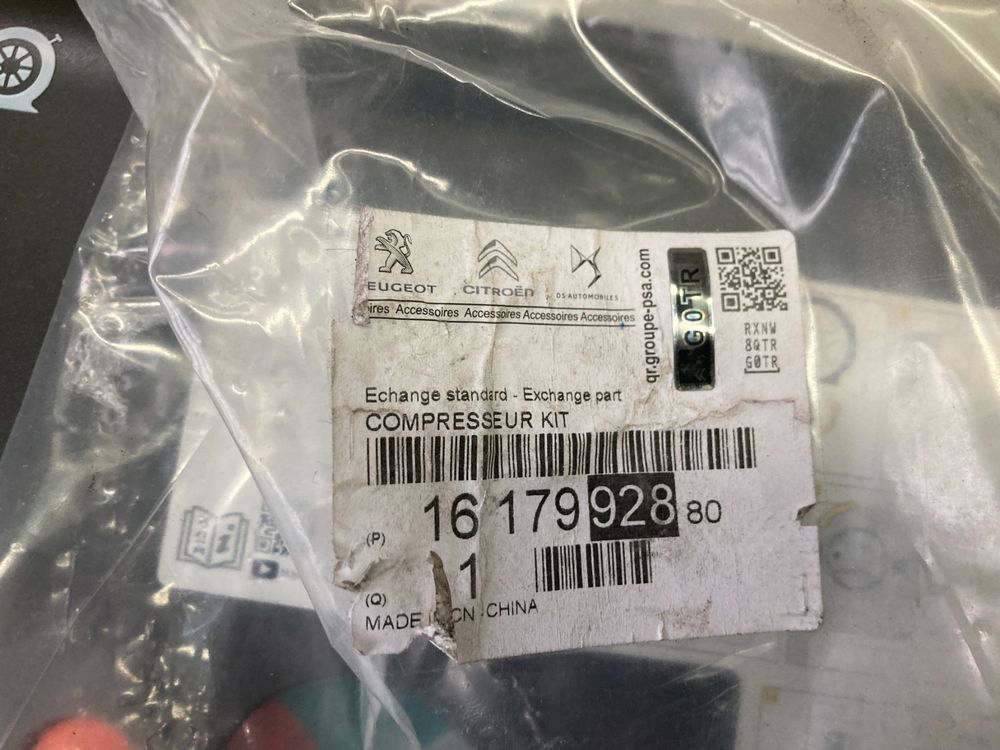 EUGEOT CITROËN DS AUTOMOBILES
ires Accessoires Accessoires Accessoires Accessoires
qr.groupe-psa.com
G0TR
RXNW
8QTR
G0TR
Echange standard - Exchange part
COMPRESSEUR KIT
16 179 928 80
(P)
1
(Q)
MADE IN CN CHINA